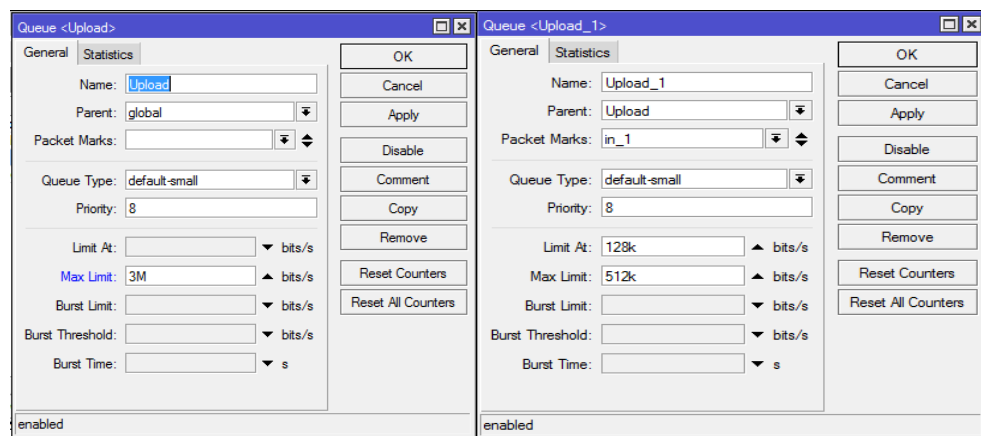 Queue <Upload>
General Statistics
Name: Upload
Parent: global
Packet Marks:
Queue Type: default-small
Priority: 8
Limit At: bits/s
Max Limit: 3M bits/s
Burst Limit: bits/s
Burst Threshold: bits/s
Burst Time: s
OK
Cancel
Apply
Disable
Comment
Copy
Remove
Reset Counters
Reset All Counters
enabled
Queue <Upload_1>
General Statistics
Name: Upload_1
Parent: Upload
Packet Marks: in_1
Queue Type: default-small
Priority: 8
Limit At: 128k bits/s
Max Limit: 512k bits/s
Burst Limit: bits/s
Burst Threshold: bits/s
Burst Time: s
OK
Cancel
Apply
Disable
Comment
Copy
Remove
Reset Counters
Reset All Counters
enabled